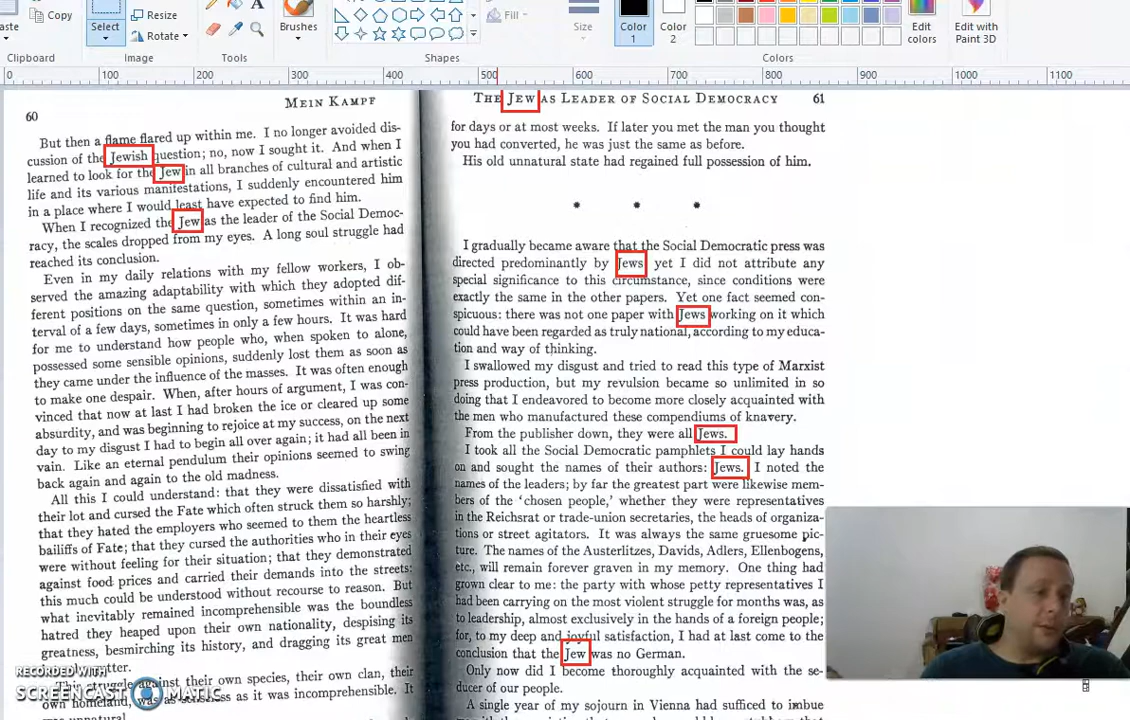 Copy
Select
Resize
Rotate
Brushes
Fill
Size
Color 1
Color 2
Edit colors
Edit with Paint 3D
Clipboard
Image
Tools
Shapes
Colors
0 100 200 300 400 600 700 800 900 1000 1100
60 MEIN KAMPF
But then a flame flared up within me. I no longer avoided dis-
cussion of the Jewish question; no, now I sought it. And when I
learned to look for the Jew in all branches of cultural and artistic
life and its various manifestations, I suddenly encountered him
in a place where I would least have expected to find him.
When I recognized the Jew as the leader of the Social Democ-
racy, the scales dropped from my eyes. A long soul struggle had
reached its conclusion.
Even in my daily relations with my fellow workers, I ob-
served the amazing adaptability with which they adopted dif-
ferent positions on the same question, sometimes within an in-
terval of a few days, sometimes in only a few hours. It was hard
for me to understand how people who, when spoken to alone,
possessed some sensible opinions, suddenly lost them as soon as
they came under the influence of the masses. It was often enough
to make one despair. When, after hours of argument, I was con-
vinced that now at last I had broken the ice or cleared up some
absurdity, and was beginning to rejoice at my success, on the next
day to my disgust I had to begin all over again; it had all been in
vain. Like an eternal pendulum their opinions seemed to swing
back again and again to the old madness.
All this I could understand: that they were dissatisfied with
their lot and cursed the Fate which often struck them so harshly;
that they hated the employers who seemed to them the heartless
bailiffs of Fate; that they cursed the authorities who in their eyes
were without feeling for their situation; that they demonstrated
against food prices and carried their demands into the streets:
this much could be understood without recourse to reason. But
what inevitably remained incomprehensible was the boundless
hatred they heaped upon their own nationality, despising its
greatness, besmirching its history, and dragging its great men
against their own species, their own clan, their
own homeland, was as senseless as it was incomprehensible. It
was unnatural.
THE JEW AS LEADER OF SOCIAL DEMOCRACY 61
for days or at most weeks. If later you met the man you thought
you had converted, he was just the same as before.
His old unnatural state had regained full possession of him.
* * *
I gradually became aware that the Social Democratic press was
directed predominantly by Jews yet I did not attribute any
special significance to this circumstance, since conditions were
exactly the same in the other papers. Yet one fact seemed con-
spicuous: there was not one paper with Jews working on it which
could have been regarded as truly national, according to my educa-
tion and way of thinking.
I swallowed my disgust and tried to read this type of Marxist
press production, but my revulsion became so unlimited in so
doing that I endeavored to become more closely acquainted with
the men who manufactured these compendiums of knavery.
From the publisher down, they were all Jews.
I took all the Social Democratic pamphlets I could lay hands
on and sought the names of their authors: Jews. I noted the
names of the leaders; by far the greatest part were likewise mem-
bers of the 'chosen people,' whether they were representatives
in the Reichsrat or trade-union secretaries, the heads of organiza-
tions or street agitators. It was always the same gruesome pic-
ture. The names of the Austerlitzes, Davids, Adlers, Ellenbogens,
etc., will remain forever graven in my memory. One thing had
grown clear to me: the party with whose petty representatives I
had been carrying on the most violent struggle for months was, as
to leadership, almost exclusively in the hands of a foreign people;
for, to my deep and joyful satisfaction, I had at last come to the
conclusion that the Jew was no German.
Only now did I become thoroughly acquainted with the se-
ducer of our people.
A single year of my sojourn in Vienna had sufficed to imbue
RECORDED WITH
SCREENCAST MATIC